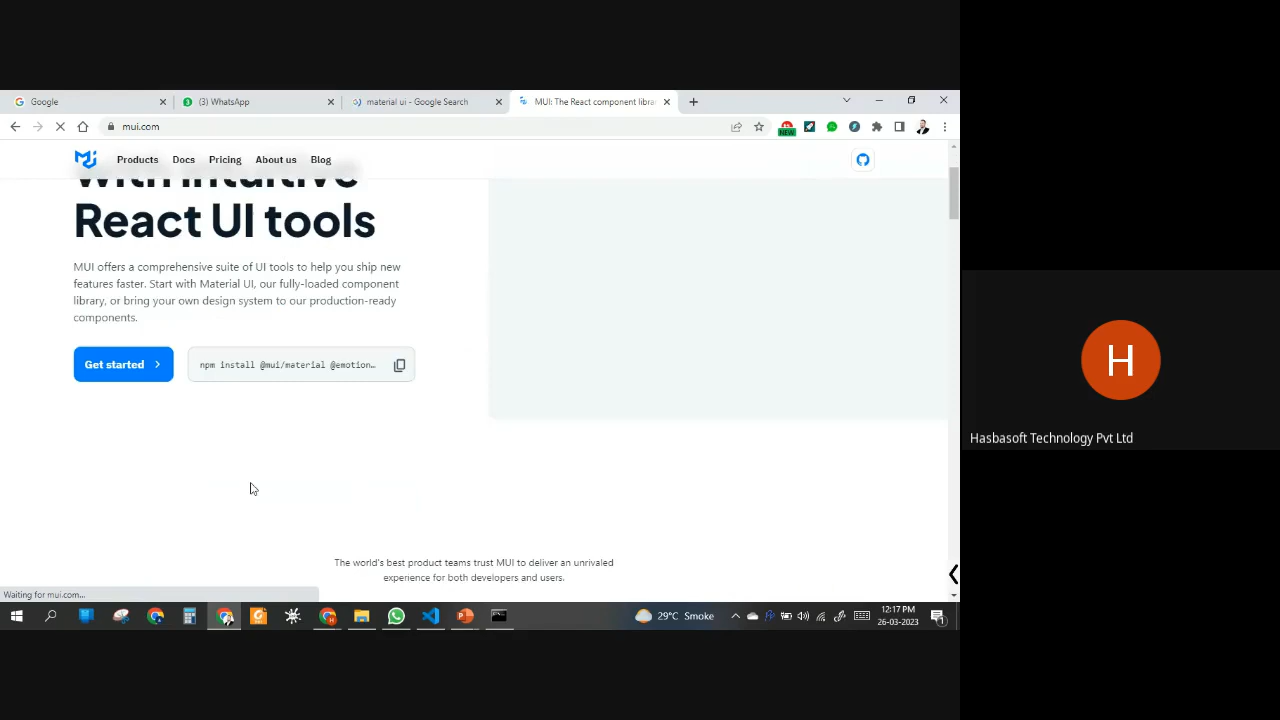 Google
(3) WhatsApp
material ui - Google Search
MUI: The React component libra
mui.com
NEW
Products Docs Pricing About us Blog
with intuitive
React UI tools
MUI offers a comprehensive suite of UI tools to help you ship new
features faster. Start with Material UI, our fully-loaded component
library, or bring your own design system to our production-ready
components.
Get started
npm install @mui/material @emotion...
The world's best product teams trust MUI to deliver an unrivaled
experience for both developers and users.
Waiting for mui.com...
29°C Smoke
12:17 PM
26-03-2023
1
H
Hasbasoft Technology Pvt Ltd